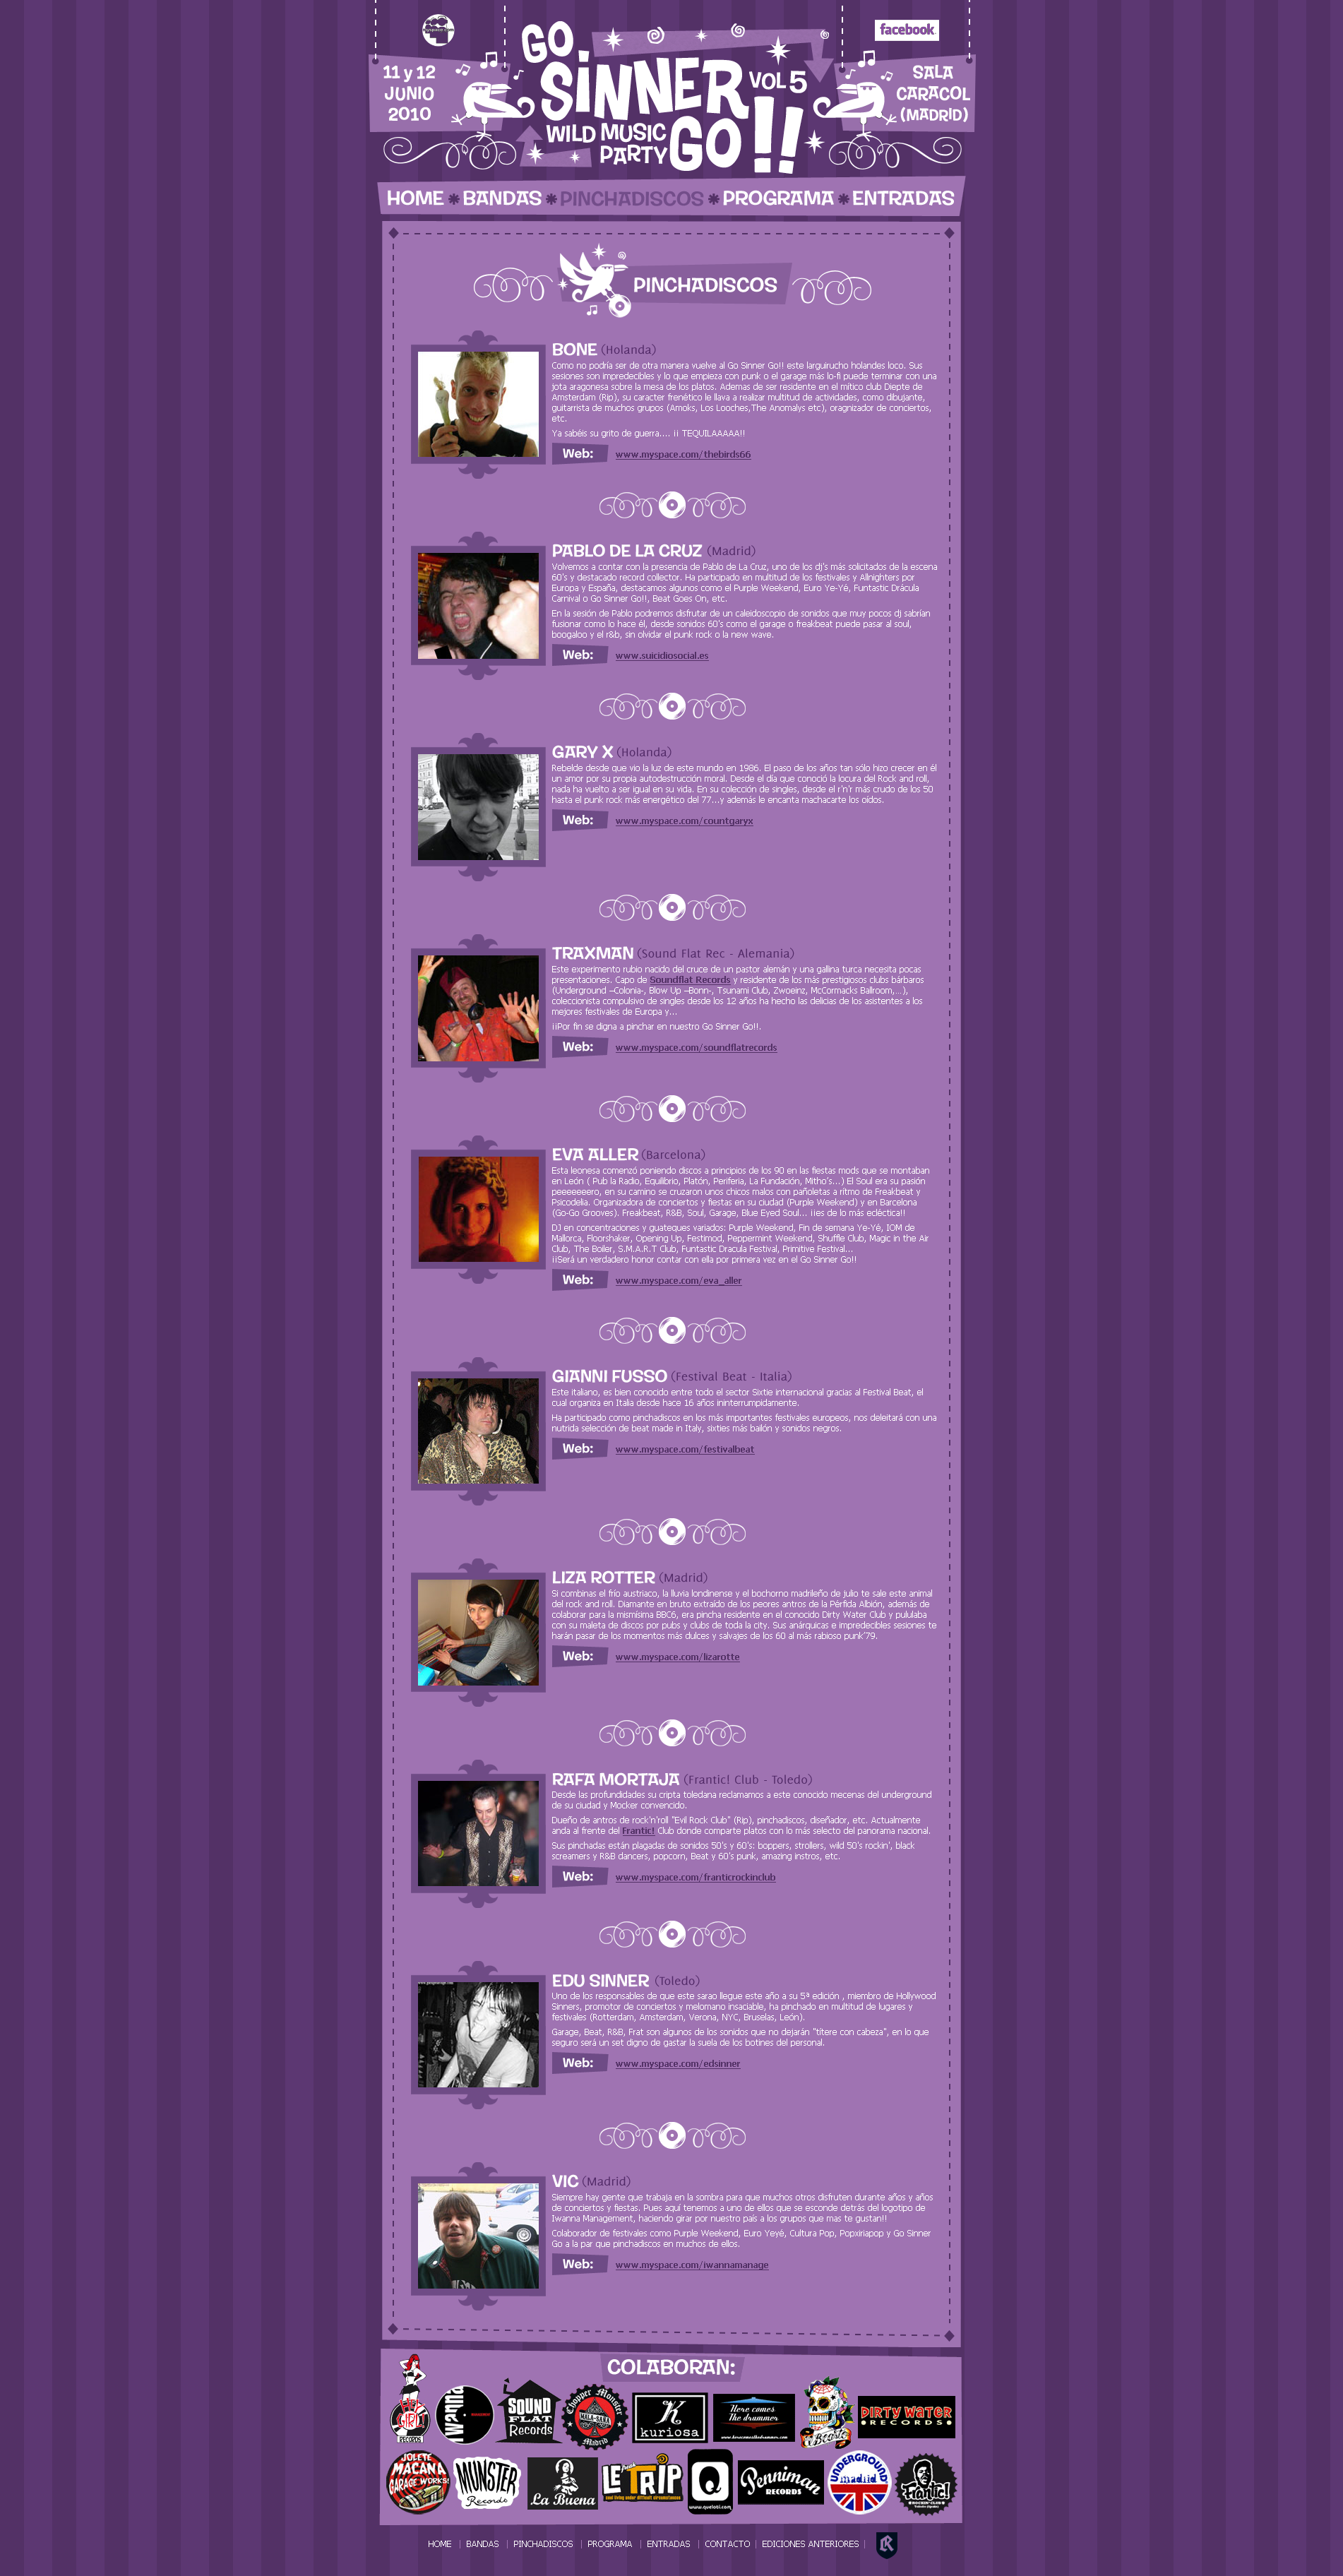 facebook
11 y 12
JUNIO
2010
GO
SINNER
GO!!
VOL 5
WILD MUSIC
PARTY
SALA
CARACOL
(MADRID)
HOME * BANDAS * PINCHADISCOS * PROGRAMA * ENTRADAS
PINCHADISCOS
BONE (Holanda)
Como no podría ser de otra manera vuelve al Go Sinner Go!! este larguirucho holandes loco. Sus
sesiones son impredecibles y lo que empieza con punk o el garage más lo-fi puede terminar con una
jota aragonesa sobre la mesa de los platos. Ademas de ser residente en el mítico club Diepte de
Amsterdam (Rip), su caracter frenético le llava a realizar multitud de actividades, como dibujante,
guitarrista de muchos grupos (Amoks, Los Looches,The Anomalys etc), oragnizador de conciertos,
etc.
Ya sabéis su grito de guerra.... ¡¡ TEQUILAAAAA!!
Web: www.myspace.com/thebirds66
PABLO DE LA CRUZ (Madrid)
Volvemos a contar con la presencia de Pablo de La Cruz, uno de los dj's más solicitados de la escena
60's y destacado record collector. Ha participado en multitud de los festivales y Allnighters por
Europa y España, destacamos algunos como el Purple Weekend, Euro Ye-Yé, Funtastic Drácula
Carnival o Go Sinner Go!!, Beat Goes On, etc.
En la sesión de Pablo podremos disfrutar de un caleidoscopio de sonidos que muy pocos dj sabrían
fusionar como lo hace él, desde sonidos 60's como el garage o freakbeat puede pasar al soul,
boogaloo y el r&b, sin olvidar el punk rock o la new wave.
Web: www.suicidiosocial.es
GARY X (Holanda)
Rebelde desde que vio la luz de este mundo en 1986. El paso de los años tan sólo hizo crecer en él
un amor por su propia autodestrucción moral. Desde el día que conoció la locura del Rock and roll,
nada ha vuelto a ser igual en su vida. En su colección de singles, desde el r'n'r más crudo de los 50
hasta el punk rock más energético del 77...y además le encanta machacarte los oídos.
Web: www.myspace.com/countgaryx
TRAXMAN (Sound Flat Rec - Alemania)
Este experimento rubio nacido del cruce de un pastor alemán y una gallina turca necesita pocas
presentaciones. Capo de Soundflat Records y residente de los más prestigiosos clubs bárbaros
(Underground –Colonia-, Blow Up –Bonn-, Tsunami Club, Zwoeinz, McCormacks Ballroom,...),
coleccionista compulsivo de singles desde los 12 años ha hecho las delicias de los asistentes a los
mejores festivales de Europa y...
¡¡Por fin se digna a pinchar en nuestro Go Sinner Go!!.
Web: www.myspace.com/soundflatrecords
EVA ALLER (Barcelona)
Esta leonesa comenzó poniendo discos a principios de los 90 en las fiestas mods que se montaban
en León ( Pub la Radio, Equilibrio, Platón, Periferia, La Fundación, Mitho's...) El Soul era su pasión
peeeeeeero, en su camino se cruzaron unos chicos malos con pañoletas a ritmo de Freakbeat y
Psicodelia. Organizadora de conciertos y fiestas en su ciudad (Purple Weekend) y en Barcelona
(Go-Go Grooves). Freakbeat, R&B, Soul, Garage, Blue Eyed Soul... ¡¡es de lo más ecléctica!!
DJ en concentraciones y guateques variados: Purple Weekend, Fin de semana Ye-Yé, IOM de
Mallorca, Floorshaker, Opening Up, Festimod, Peppermint Weekend, Shuffle Club, Magic in the Air
Club, The Boiler, S.M.A.R.T Club, Funtastic Dracula Festival, Primitive Festival...
¡¡Será un verdadero honor contar con ella por primera vez en el Go Sinner Go!!
Web: www.myspace.com/eva_aller
GIANNI FUSSO (Festival Beat - Italia)
Este italiano, es bien conocido entre todo el sector Sixtie internacional gracias al Festival Beat, el
cual organiza en Italia desde hace 16 años ininterrumpidamente.
Ha participado como pinchadiscos en los más importantes festivales europeos, nos deleitará con una
nutrida selección de beat made in Italy, sixties más bailón y sonidos negros.
Web: www.myspace.com/festivalbeat
LIZA ROTTER (Madrid)
Si combinas el frío austriaco, la lluvia londinense y el bochorno madrileño de julio te sale este animal
del rock and roll. Diamante en bruto extraído de los peores antros de la Pérfida Albión, además de
colaborar para la mismísima BBC6, era pincha residente en el conocido Dirty Water Club y pululaba
con su maleta de discos por pubs y clubs de toda la city. Sus anárquicas e impredecibles sesiones te
harán pasar de los momentos más dulces y salvajes de los 60 al más rabioso punk'79.
Web: www.myspace.com/lizarotte
RAFA MORTAJA (Frantic! Club - Toledo)
Desde las profundidades su cripta toledana reclamamos a este conocido mecenas del underground
de su ciudad y Mocker convencido.
Dueño de antros de rock'n'roll "Evil Rock Club" (Rip), pinchadiscos, diseñador, etc. Actualmente
anda al frente del Frantic! Club donde comparte platos con lo más selecto del panorama nacional.
Sus pinchadas están plagadas de sonidos 50's y 60's: boppers, strollers, wild 50's rockin', black
screamers y R&B dancers, popcorn, Beat y 60's punk, amazing instros, etc.
Web: www.myspace.com/franticrockinclub
EDU SINNER (Toledo)
Uno de los responsables de que este sarao llegue este año a su 5ª edición , miembro de Hollywood
Sinners, promotor de conciertos y melomano insaciable, ha pinchado en multitud de lugares y
festivales (Rotterdam, Amsterdam, Verona, NYC, Bruselas, León).
Garage, Beat, R&B, Frat son algunos de los sonidos que no dejarán "títere con cabeza", en lo que
seguro será un set digno de gastar la suela de los botines del personal.
Web: www.myspace.com/edsinner
VIC (Madrid)
Siempre hay gente que trabaja en la sombra para que muchos otros disfruten durante años y años
de conciertos y fiestas. Pues aquí tenemos a uno de ellos que se esconde detrás del logotipo de
Iwanna Management, haciendo girar por nuestro país a los grupos que mas te gustan!!
Colaborador de festivales como Purple Weekend, Euro Yeyé, Cultura Pop, Popxiriapop y Go Sinner
Go a la par que pinchadiscos en muchos de ellos.
Web: www.myspace.com/iwannamanage
COLABORAN:
GIRL!
RECORDS
Iwanna
SOUND
FLAT
Records
Chopper Monster
Madrid
K
kuriosa
Here comes
The drummer
Beast
DIRTY WATER
RECORDS
JOLETE
MACANA
GARAGE WORKS!
MUNSTER
Records
La Buena
LE TRIP
Q
Penniman
RECORDS
UNDERGROUND
madrid
Frantic!
HOME | BANDAS | PINCHADISCOS | PROGRAMA | ENTRADAS | CONTACTO | EDICIONES ANTERIORES |